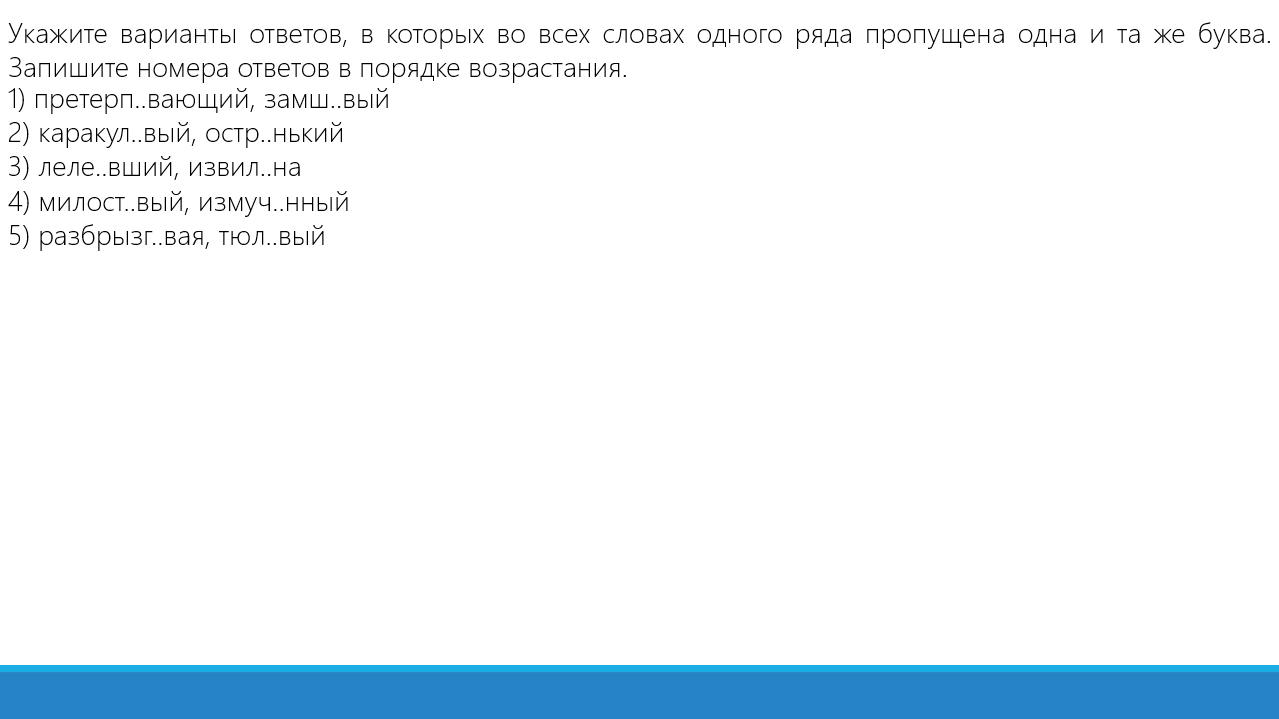 Укажите варианты ответов, в которых во всех словах одного ряда пропущена одна и та же буква.
Запишите номера ответов в порядке возрастания.
1) претерп..вающий, замш..вый
2) каракул..вый, остр..нький
3) леле..вший, извил..на
4) милост..вый, измуч..нный
5) разбрызг..вая, тюл..вый